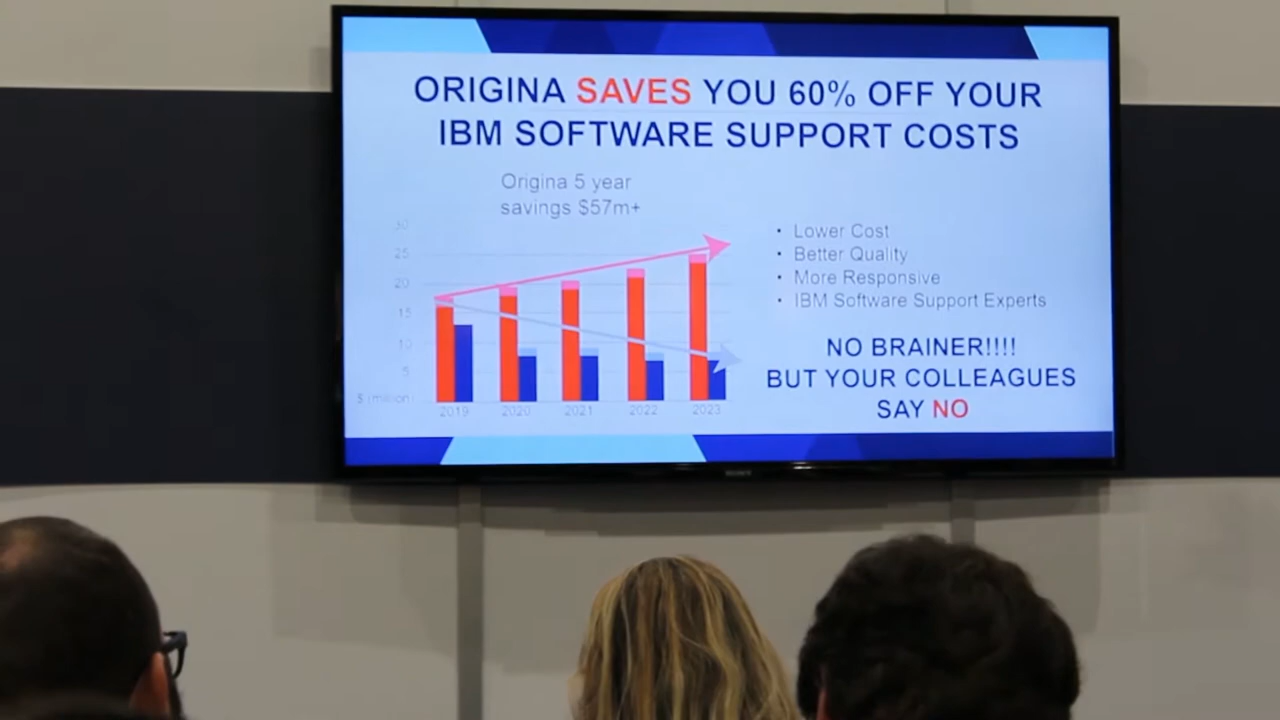 ORIGINA SAVES YOU 60% OFF YOUR
IBM SOFTWARE SUPPORT COSTS
Origina 5 year
savings $57m+
30
25
20
15
10
5
$ (million)
2019 2020 2021 2022 2023
• Lower Cost
• Better Quality
• More Responsive
• IBM Software Support Experts
NO BRAINER!!!!
BUT YOUR COLLEAGUES
SAY NO
SONY